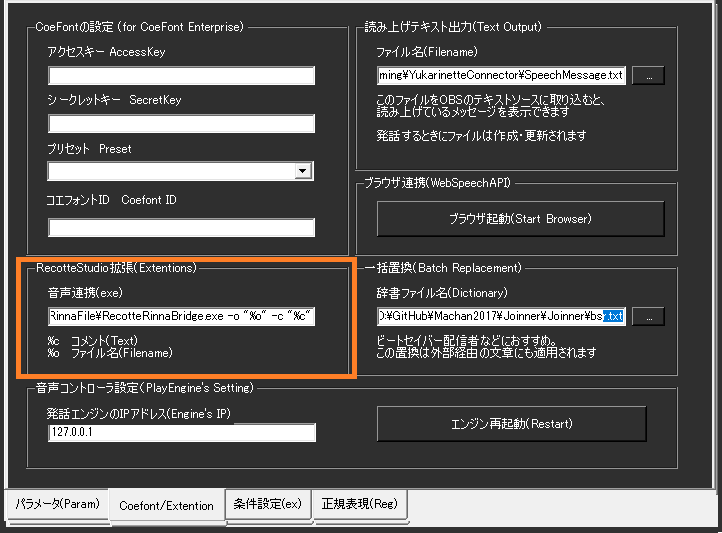 CoeFontの設定 (for CoeFont Enterprise)
アクセスキー AccessKey
シークレットキー SecretKey
プリセット Preset
コエフォントID Coefont ID
読み上げテキスト出力(Text Output)
ファイル名(Filename)
ming¥YukarinetteConnector¥SpeechMessage.txt
...
このファイルをOBSのテキストソースに取り込むと、
読み上げているメッセージを表示できます
発話するときにファイルは作成・更新されます
ブラウザ連携(WebSpeechAPI)
ブラウザ起動(Start Browser)
RecotteStudio拡張(Extentions)
音声連携(exe)
RinnaFile¥RecotteRinnaBridge.exe -o "%o" -c "%c"
%c コメント(Text)
%o ファイル名(Filename)
一括置換(Batch Replacement)
辞書ファイル名(Dictionary)
D:¥GitHub¥Machan2017¥Joinner¥Joinner¥bsr.txt
...
ビートセイバー配信者などにおすすめ。
この置換は外部経由の文章にも適用されます
音声コントローラ設定(PlayEngine's Setting)
発話エンジンのIPアドレス(Engine's IP)
127.0.0.1
エンジン再起動(Restart)
パラメータ(Param)
Coefont/Extention
条件設定(ex)
正規表現(Reg)